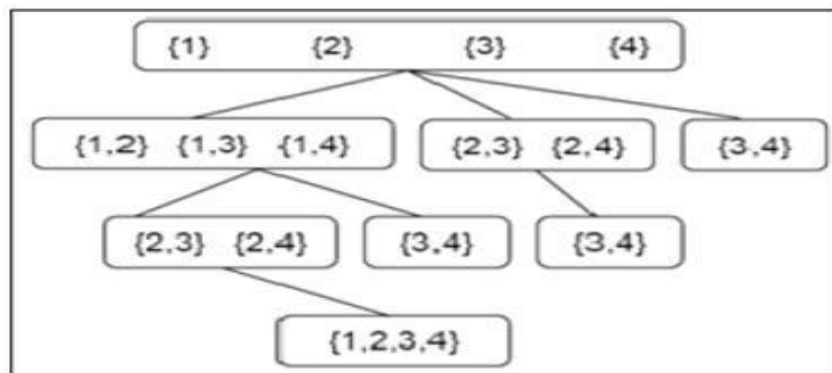 {1} {2} {3} {4}
{1,2} {1,3} {1,4} {2,3} {2,4} {3,4}
{2,3} {2,4} {3,4} {3,4}
{1,2,3,4}